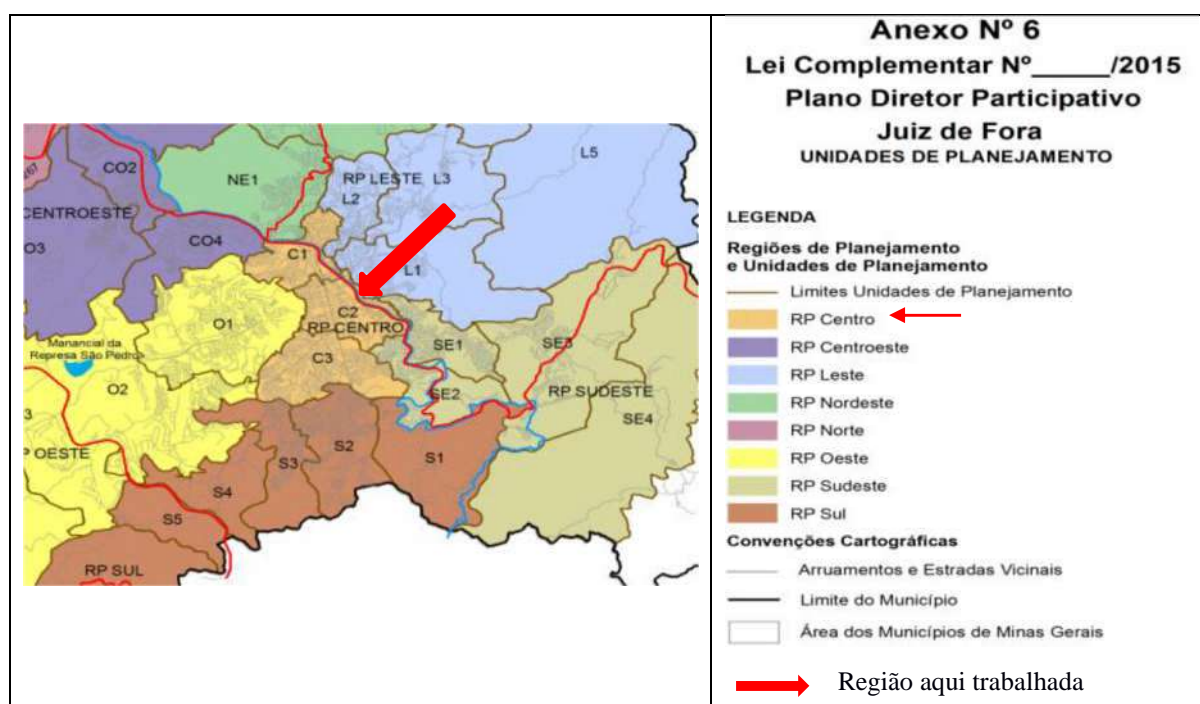 Anexo Nº 6
Lei Complementar Nº_____/2015
Plano Diretor Participativo
Juiz de Fora
UNIDADES DE PLANEJAMENTO
LEGENDA
Regiões de Planejamento
e Unidades de Planejamento
Limites Unidades de Planejamento
RP Centro
RP Centroeste
RP Leste
RP Nordeste
RP Norte
RP Oeste
RP Sudeste
RP Sul
Convenções Cartográficas
Arruamentos e Estradas Vicinais
Limite do Município
Área dos Municípios de Minas Gerais
Região aqui trabalhada
CO2
267
NE1
RP LESTE
L3
L5
L2
CENTROESTE
CO4
O3
C1
L1
C2
RP CENTRO
O1
SE1
SE3
Manancial da
Represa São Pedro
C3
O2
SE2
RP SUDESTE
SE4
3
P OESTE
S2
S1
S3
S4
S5
RP SUL